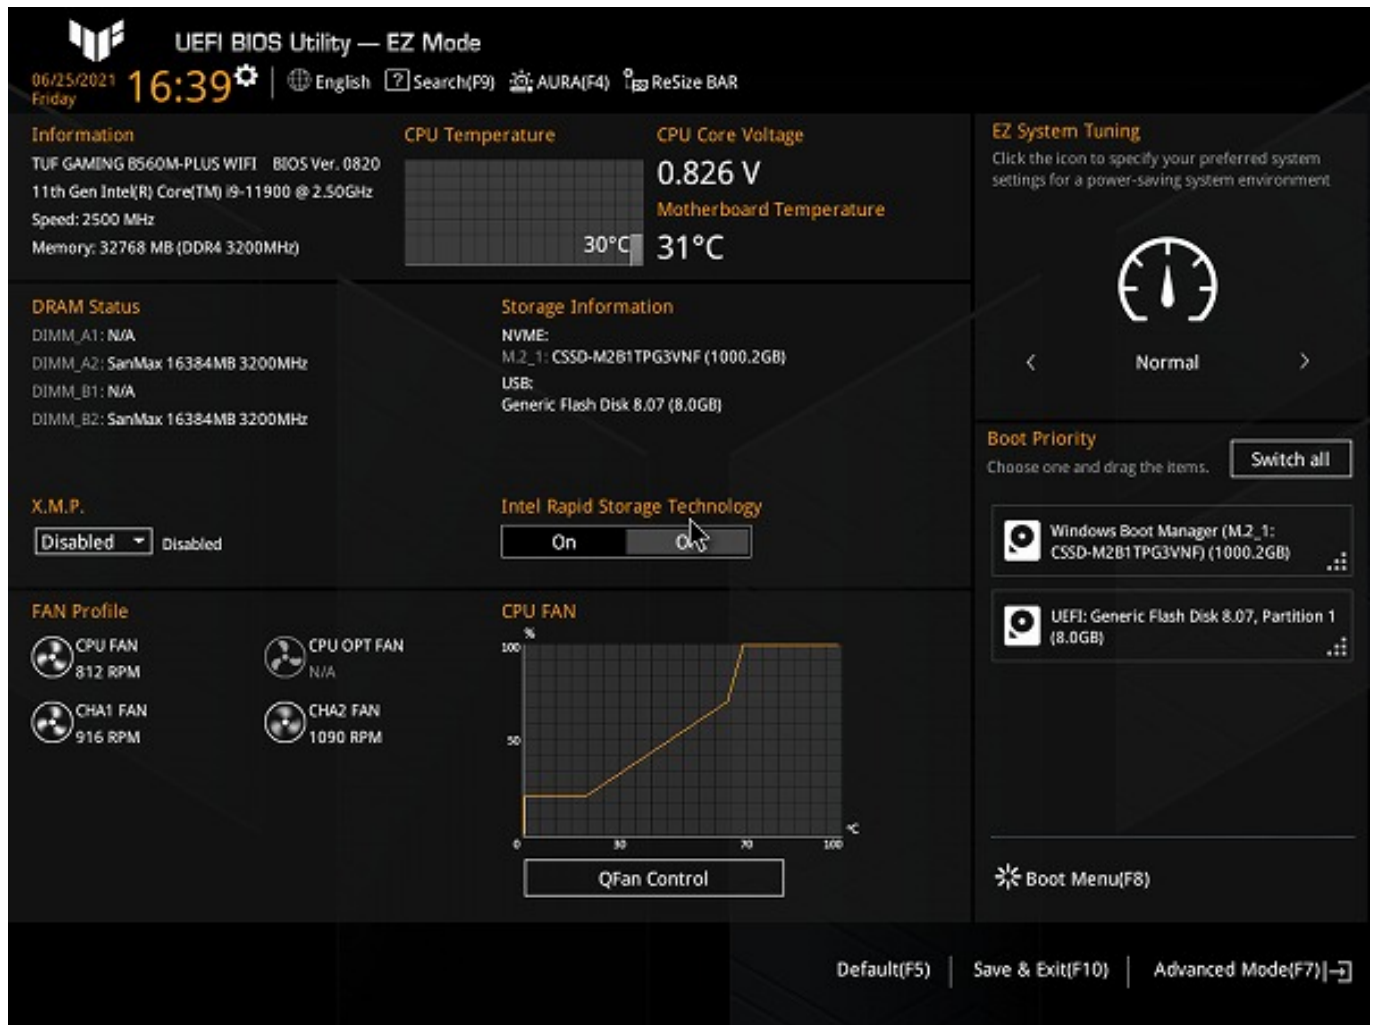 UEFI BIOS Utility — EZ Mode
06/25/2021
Friday
16:39
English
Search(F9)
AURA(F4)
ReSize BAR
Information
TUF GAMING B560M-PLUS WIFI BIOS Ver. 0820
11th Gen Intel(R) Core(TM) i9-11900 @ 2.50GHz
Speed: 2500 MHz
Memory: 32768 MB (DDR4 3200MHz)
CPU Temperature
30°C
CPU Core Voltage
0.826 V
Motherboard Temperature
31°C
EZ System Tuning
Click the icon to specify your preferred system
settings for a power-saving system environment
Normal
DRAM Status
DIMM_A1: N/A
DIMM_A2: SanMax 16384MB 3200MHz
DIMM_B1: N/A
DIMM_B2: SanMax 16384MB 3200MHz
Storage Information
NVME:
M.2_1: CSSD-M2B1TPG3VNF (1000.2GB)
USB:
Generic Flash Disk 8.07 (8.0GB)
X.M.P.
Disabled
Disabled
Intel Rapid Storage Technology
On
Boot Priority
Choose one and drag the items.
Switch all
Windows Boot Manager (M.2_1:
CSSD-M2B1TPG3VNF) (1000.2GB)
UEFI: Generic Flash Disk 8.07, Partition 1
(8.0GB)
FAN Profile
CPU FAN
812 RPM
CPU OPT FAN
N/A
CHA1 FAN
916 RPM
CHA2 FAN
1090 RPM
CPU FAN
%
100
50
°C
0 30 70 100
QFan Control
Boot Menu(F8)
Default(F5)
Save & Exit(F10)
Advanced Mode(F7)